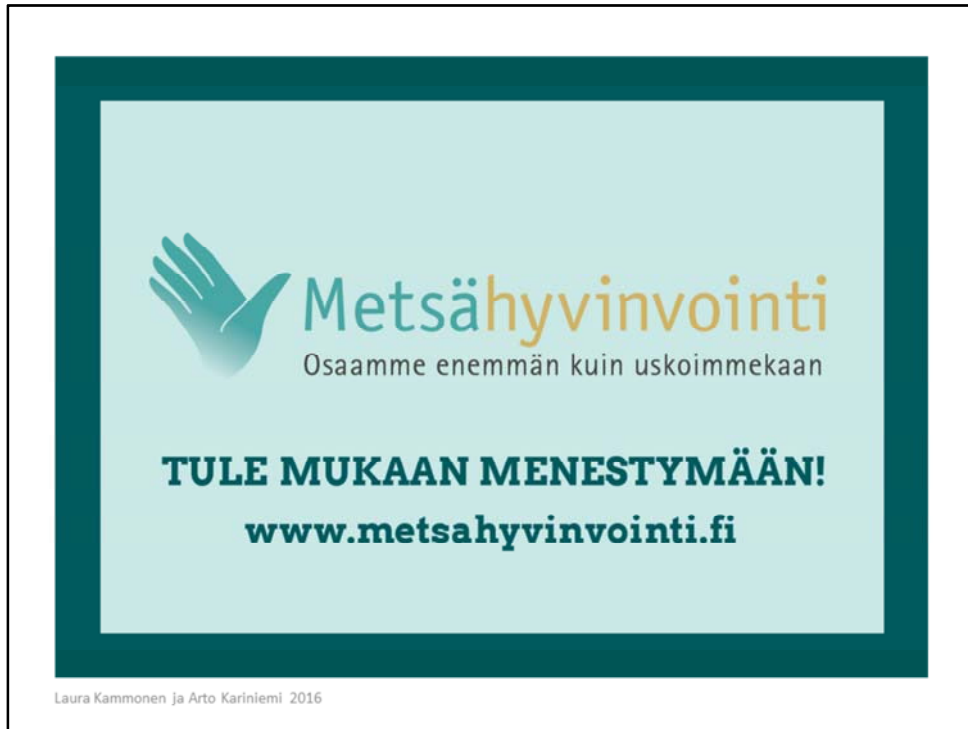 Metsähyvinvointi
Osaamme enemmän kuin uskoimmekaan
TULE MUKAAN MENESTYMÄÄN!
www.metsahyvinvointi.fi
Laura Kammonen ja Arto Kariniemi 2016